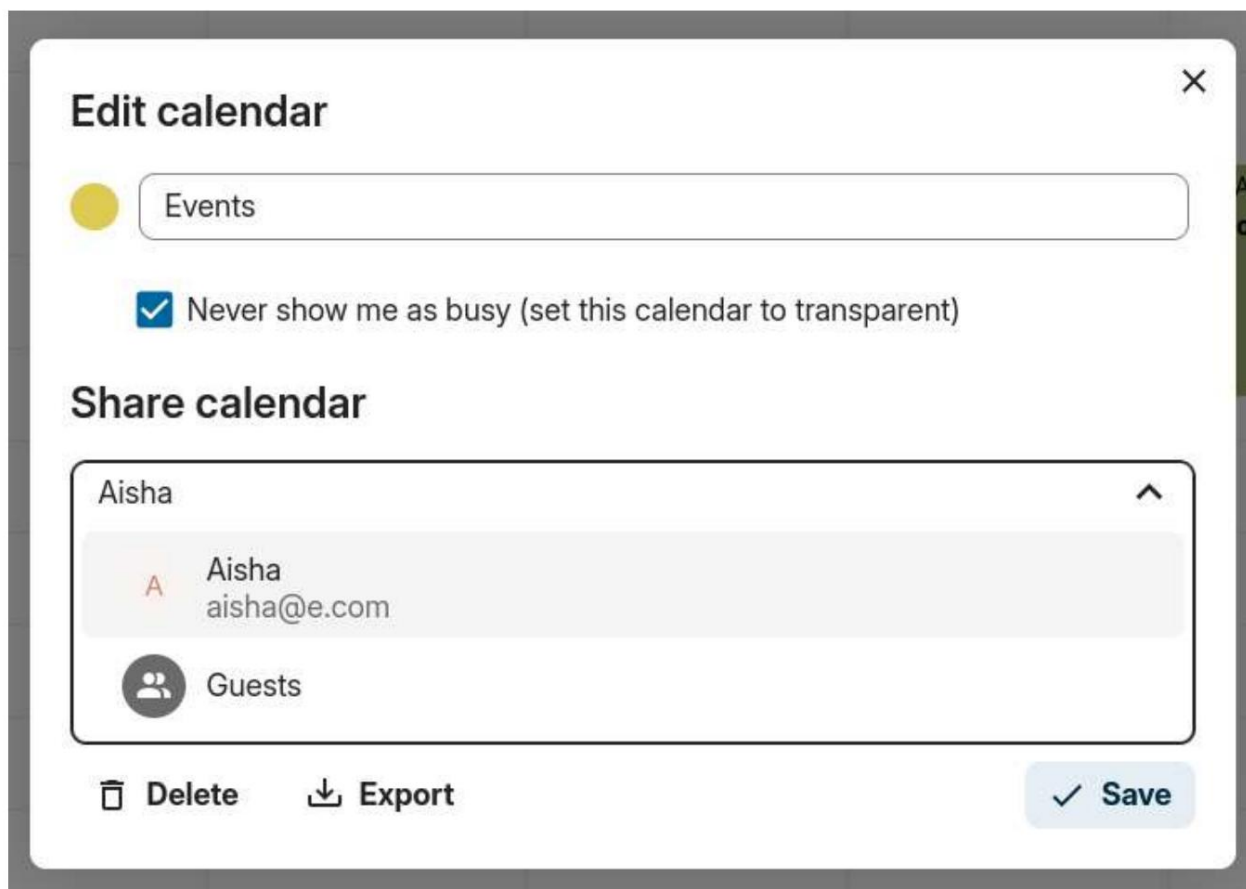 Edit calendar
Events
Never show me as busy (set this calendar to transparent)
Share calendar
Aisha
A
Aisha
aisha@e.com
Guests
Delete Export Save